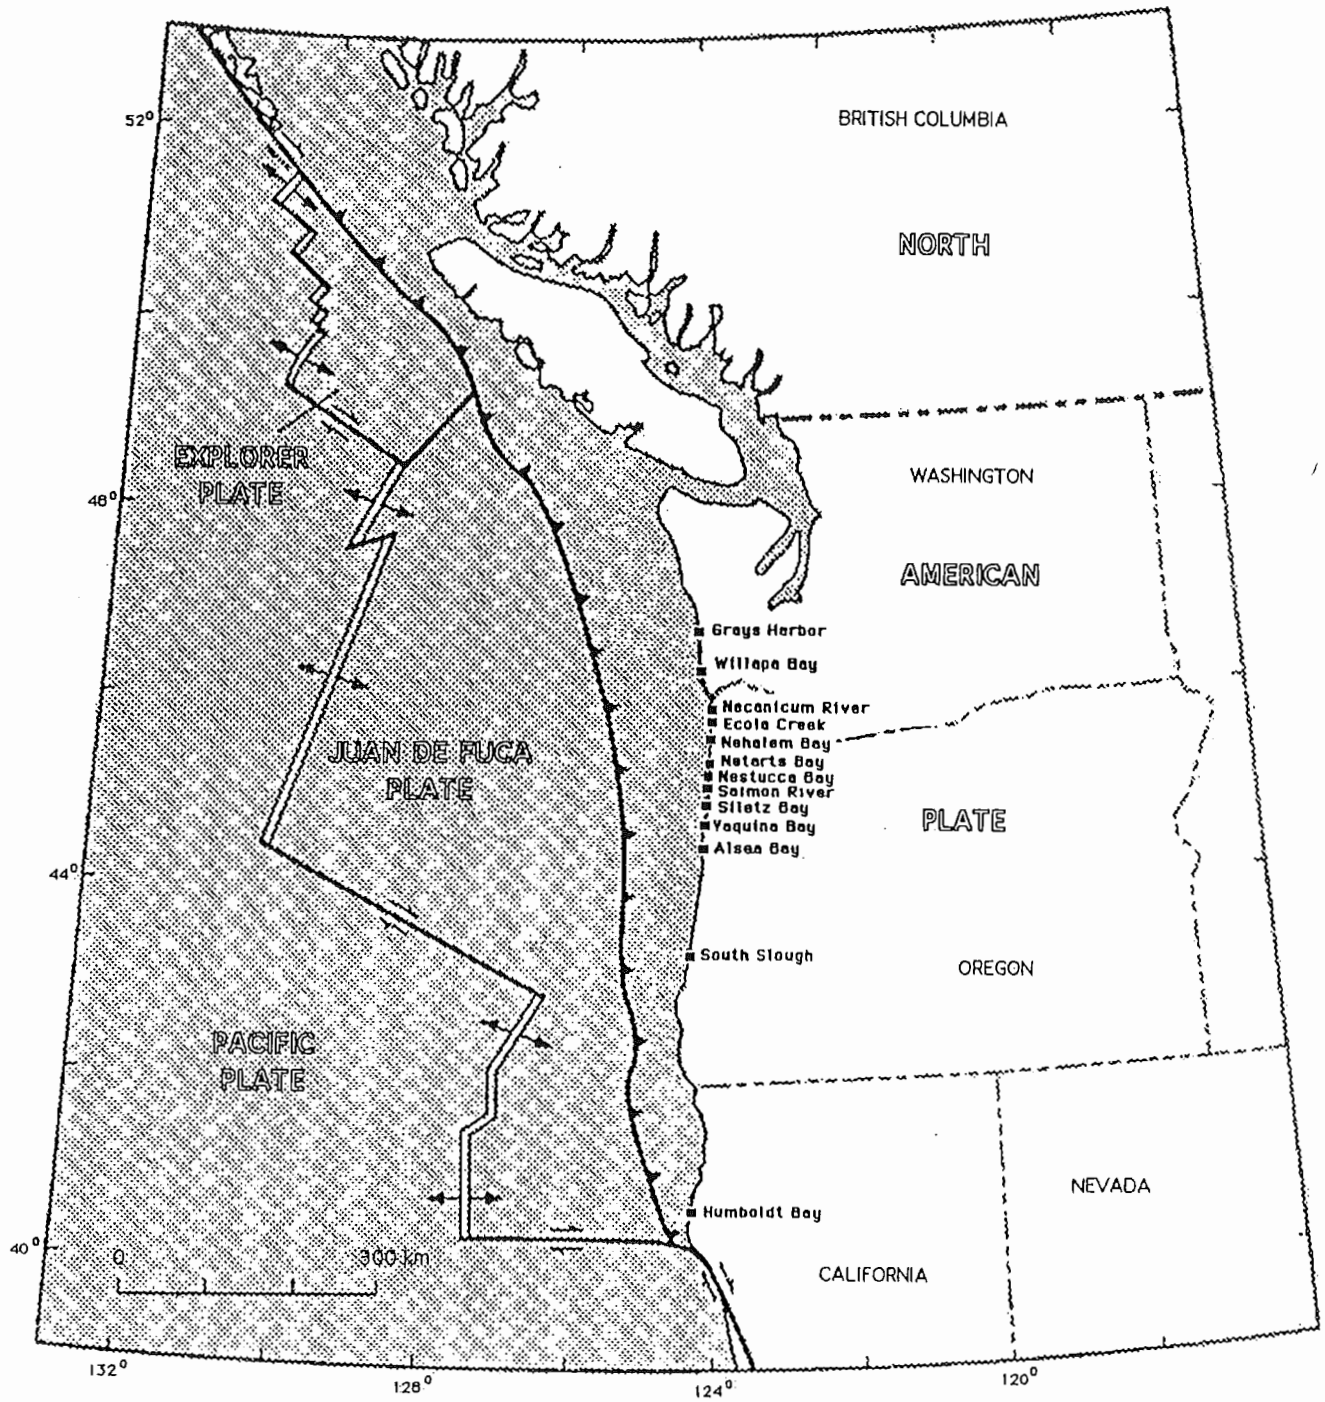 52°
BRITISH COLUMBIA
NORTH
EXPLORER
PLATE
WASHINGTON
48°
AMERICAN
Grays Harbor
Willapa Bay
Necanicum River
Ecola Creek
Nehalem Bay
Netarts Bay
Nestucca Bay
Salmon River
Siletz Bay
Yaquina Bay
Alsea Bay
JUAN DE FUCA
PLATE
PLATE
44°
South Slough
OREGON
PACIFIC
PLATE
NEVADA
Humboldt Bay
40°
0
300 km
CALIFORNIA
132°
128°
124°
120°